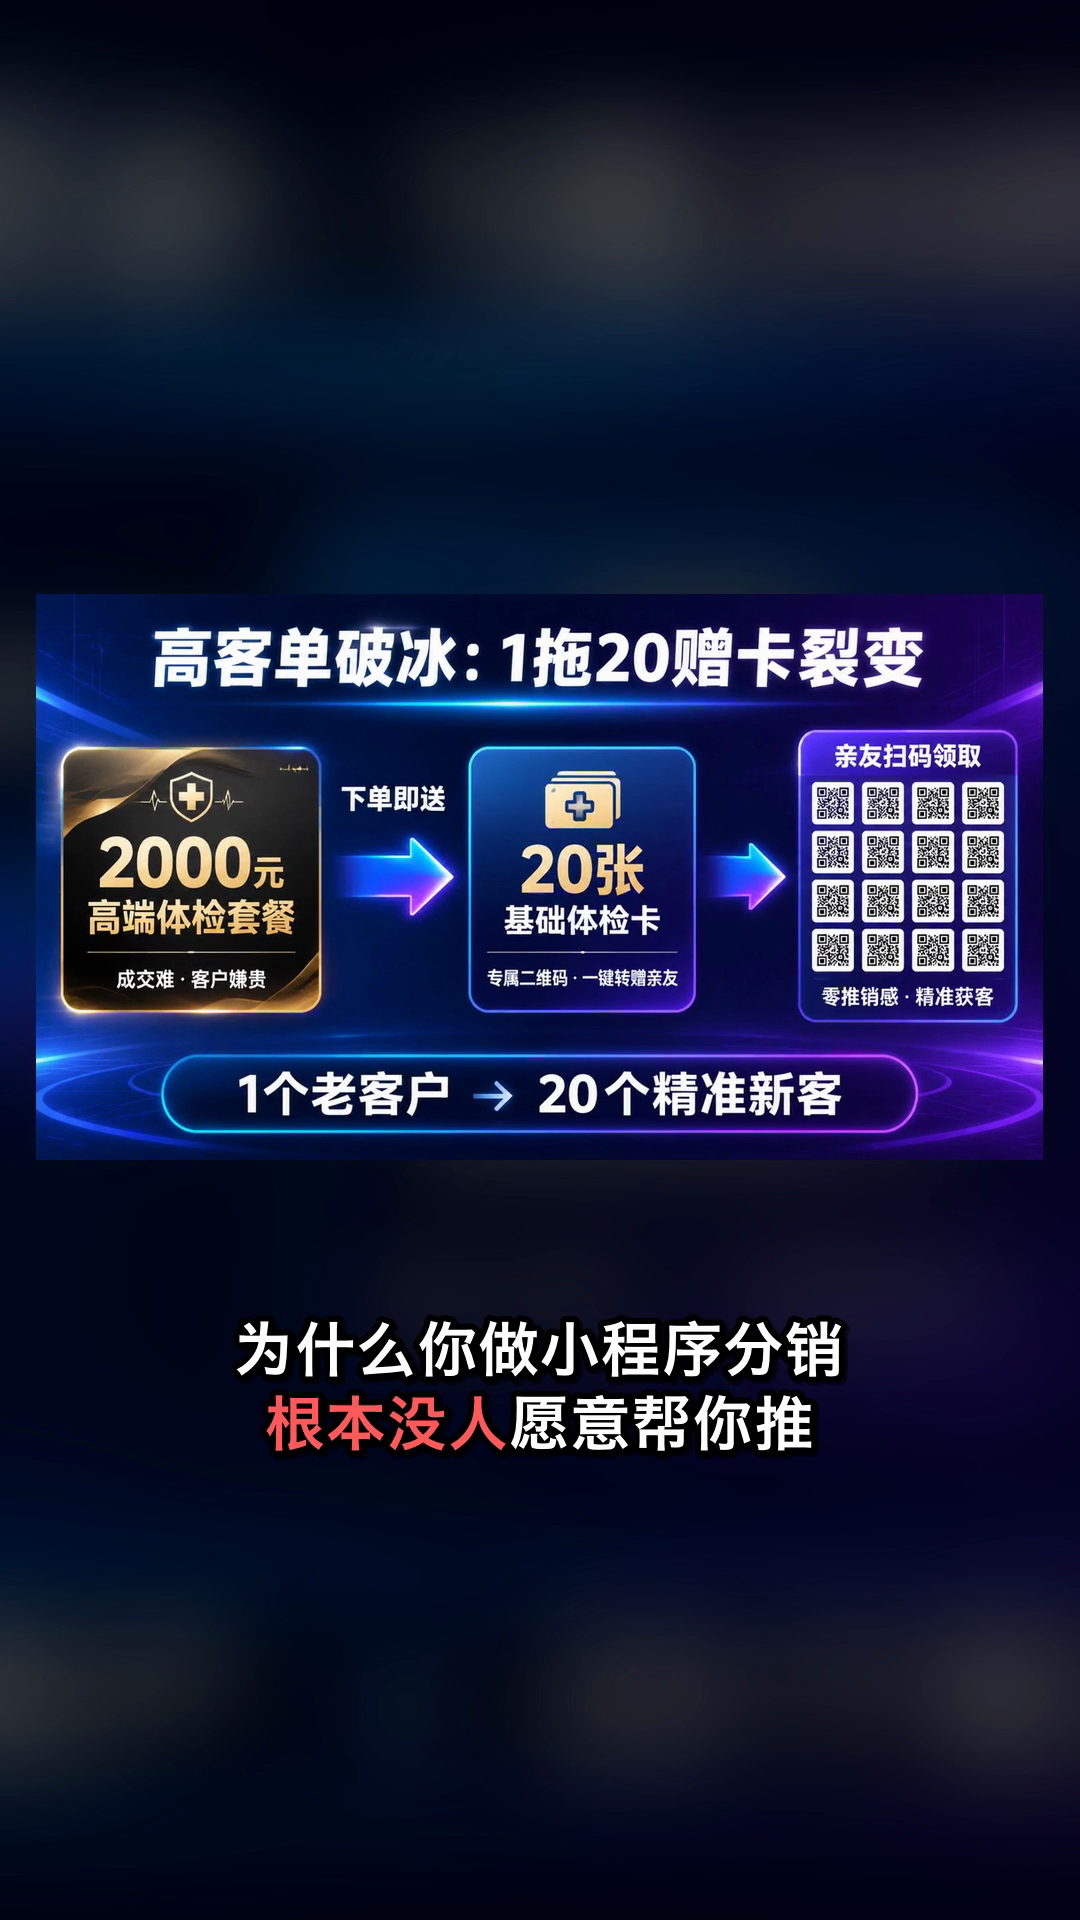 高客单破冰：1拖20赠卡裂变
2000元
高端体检套餐
成交难·客户嫌贵
下单即送
20张
基础体检卡
专属二维码·一键转赠亲友
亲友扫码领取
零推销感·精准获客
1个老客户 → 20个精准新客
为什么你做小程序分销
根本没人愿意帮你推